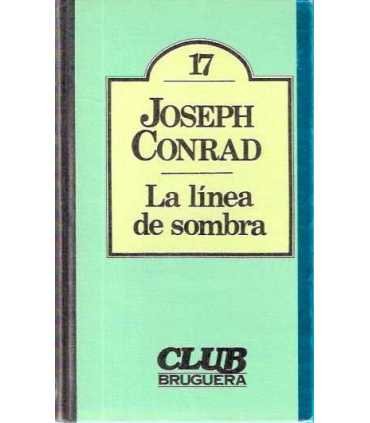 17
JOSEPH
CONRAD
La línea
de sombra
CLUB
BRUGUERA